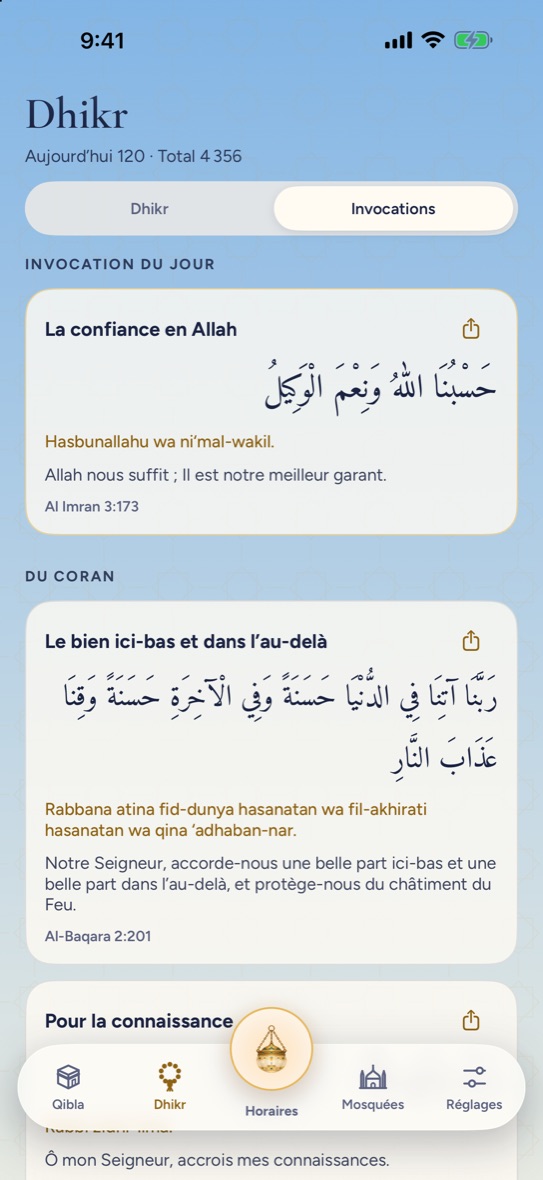 9:41
Dhikr
Aujourd’hui 120 · Total 4 356
Dhikr
Invocations
INVOCATION DU JOUR
La confiance en Allah
حَسْبُنَا اللهُ وَنِعْمَ الْوَكِيلُ
Hasbunallahu wa ni’mal-wakil.
Allah nous suffit ; Il est notre meilleur garant.
Al Imran 3:173
DU CORAN
Le bien ici-bas et dans l’au-delà
رَبَّنَا آتِنَا فِي الدُّنْيَا حَسَنَةً وَفِي الْآخِرَةِ حَسَنَةً وَقِنَا
عَذَابَ النَّارِ
Rabbana atina fid-dunya hasanatan wa fil-akhirati
hasanatan wa qina ’adhaban-nar.
Notre Seigneur, accorde-nous une belle part ici-bas et une
belle part dans l’au-delà, et protège-nous du châtiment du
Feu.
Al-Baqara 2:201
Pour la connaissance
Qibla
Dhikr
Horaires
Mosquées
Réglages
Ô mon Seigneur, accrois mes connaissances.